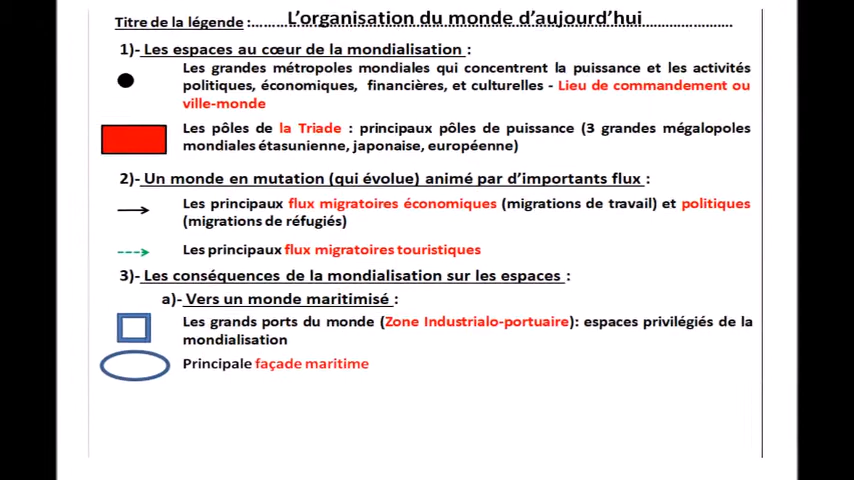 Titre de la légende :......... L'organisation du monde d'aujourd'hui .........
1)- Les espaces au cœur de la mondialisation :
Les grandes métropoles mondiales qui concentrent la puissance et les activités
politiques, économiques, financières, et culturelles - Lieu de commandement ou
ville-monde
Les pôles de la Triade : principaux pôles de puissance (3 grandes mégalopoles
mondiales étasunienne, japonaise, européenne)
2)- Un monde en mutation (qui évolue) animé par d'importants flux :
Les principaux flux migratoires économiques (migrations de travail) et politiques
(migrations de réfugiés)
Les principaux flux migratoires touristiques
3)- Les conséquences de la mondialisation sur les espaces :
a)- Vers un monde maritimisé :
Les grands ports du monde (Zone Industrialo-portuaire): espaces privilégiés de la
mondialisation
Principale façade maritime